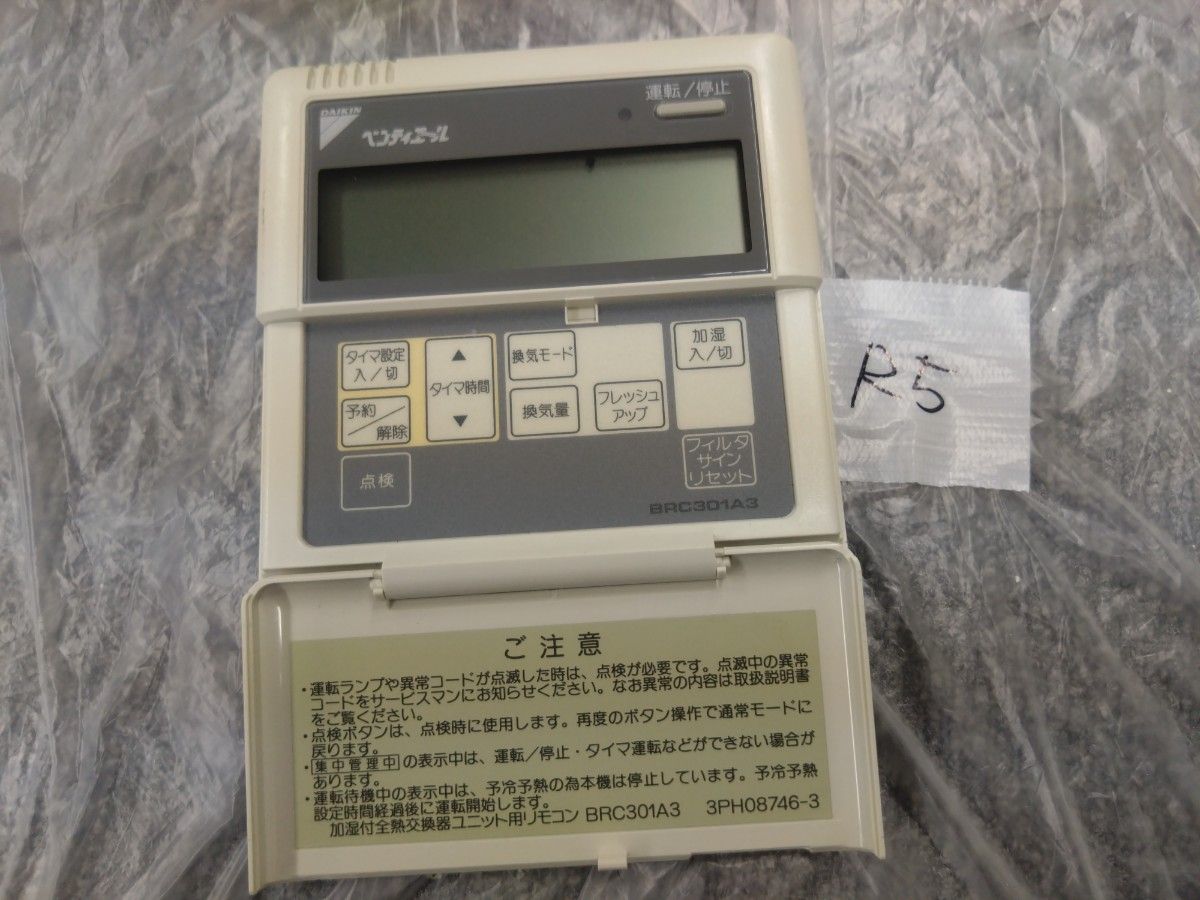 DAIKIN
ベンティエール
運転／停止
タイマ設定
入／切
▲
タイマ時間
▼
予約／
解除
換気モード
換気量
フレッシュ
アップ
加湿
入／切
点検
フィルタ
サイン
リセット
BRC301A3
R5
ご注意
・運転ランプや異常コードが点滅した時は、点検が必要です。点滅中の異常
コードをサービスマンにお知らせください。なお異常の内容は取扱説明書
をご覧ください。
・点検ボタンは、点検時に使用します。再度のボタン操作で通常モードに
戻ります。
・集中管理中の表示中は、運転／停止・タイマ運転などができない場合が
あります。
・運転待機中の表示中は、予冷予熱の為本機は停止しています。予冷予熱
設定時間経過後に運転開始します。
加湿付全熱交換器ユニット用リモコン BRC301A3 3PH08746-3